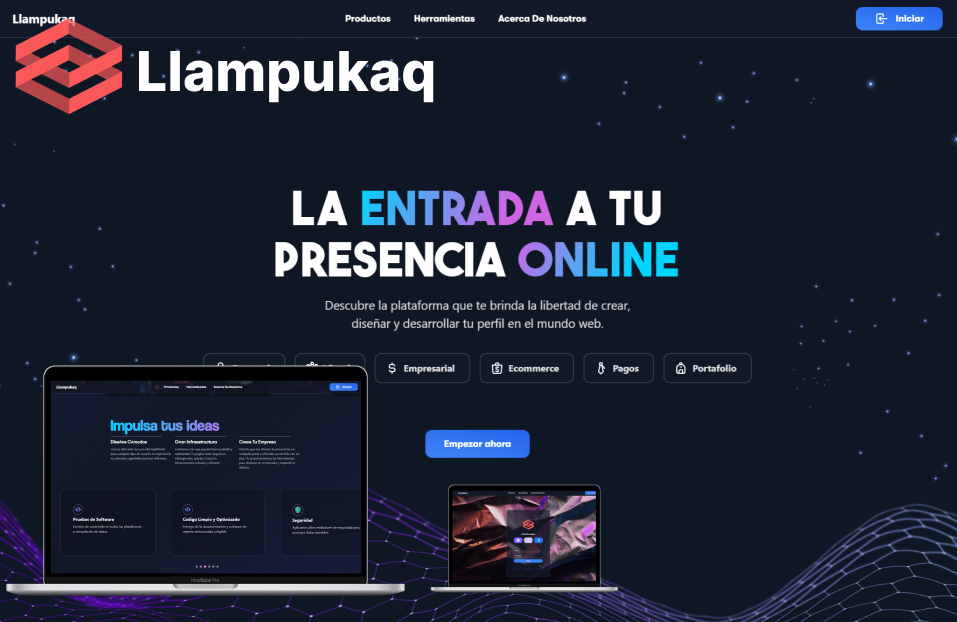 Llampukaq
Productos
Herramientas
Acerca De Nosotros
Iniciar
Llampukaq
LA ENTRADA A TU
PRESENCIA ONLINE
Descubre la plataforma que te brinda la libertad de crear,
diseñar y desarrollar tu perfil en el mundo web.
Empresarial
Ecommerce
Pagos
Portafolio
Empezar ahora
Llampukaq
Productos
Herramientas
Acerca De Nosotros
Impulsa tus ideas
Diseños Cómodos
Gran Infraestructura
Crece Tu Empresa
Pruebas de Software
Código Limpio y Optimizado
Seguridad
MacBook Pro